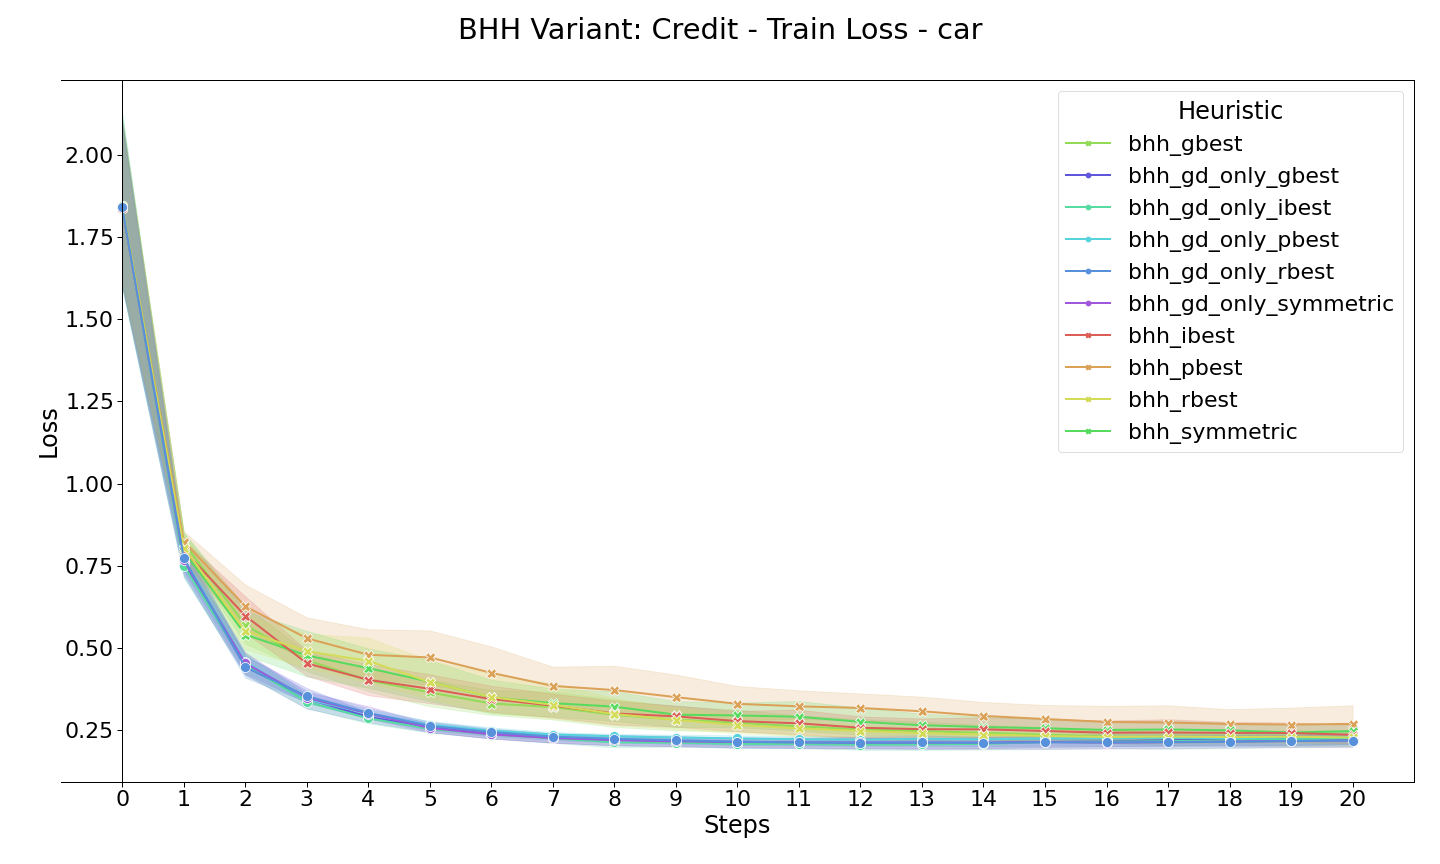 BHH Variant: Credit - Train Loss - car
Heuristic
bhh_gbest
bhh_gd_only_gbest
bhh_gd_only_ibest
bhh_gd_only_pbest
bhh_gd_only_rbest
bhh_gd_only_symmetric
bhh_ibest
bhh_pbest
bhh_rbest
bhh_symmetric
Loss
2.00
1.75
1.50
1.25
1.00
0.75
0.50
0.25
0 1 2 3 4 5 6 7 8 9 10 11 12 13 14 15 16 17 18 19 20
Steps